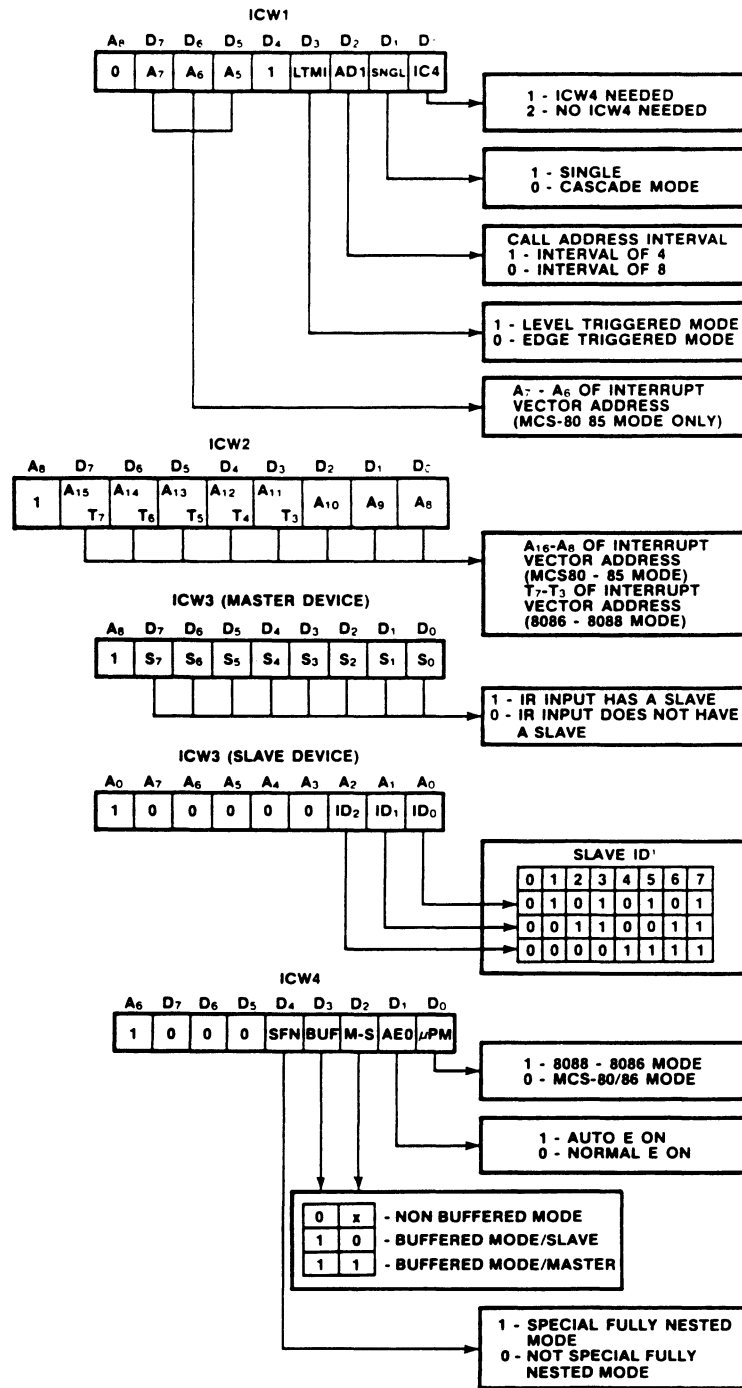 ICW1
A8 D7 D6 D5 D4 D3 D2 D1 D
0 A7 A6 A5 1 LTMI AD1 SNGL IC4
1 - ICW4 NEEDED
2 - NO ICW4 NEEDED
1 - SINGLE
0 - CASCADE MODE
CALL ADDRESS INTERVAL
1 - INTERVAL OF 4
0 - INTERVAL OF 8
1 - LEVEL TRIGGERED MODE
0 - EDGE TRIGGERED MODE
A7 - A6 OF INTERRUPT
VECTOR ADDRESS
(MCS-80 85 MODE ONLY)
ICW2
A8 D7 D6 D5 D4 D3 D2 D1 D0
1 A15 T7 A14 T6 A13 T5 A12 T4 A11 T3 A10 A9 A8
A16-A8 OF INTERRUPT
VECTOR ADDRESS
(MCS80 - 85 MODE)
T7-T3 OF INTERRUPT
VECTOR ADDRESS
(8086 - 8088 MODE)
ICW3 (MASTER DEVICE)
A8 D7 D6 D5 D4 D3 D2 D1 D0
1 S7 S6 S5 S4 S3 S2 S1 S0
1 - IR INPUT HAS A SLAVE
0 - IR INPUT DOES NOT HAVE
A SLAVE
ICW3 (SLAVE DEVICE)
A0 A7 A6 A5 A4 A3 A2 A1 A0
1 0 0 0 0 0 ID2 ID1 ID0
SLAVE ID'
0 1 2 3 4 5 6 7
0 1 0 1 0 1 0 1
0 0 1 1 0 0 1 1
0 0 0 0 1 1 1 1
ICW4
A6 D7 D6 D5 D4 D3 D2 D1 D0
1 0 0 0 SFN BUF M-S AE0 µPM
1 - 8088 - 8086 MODE
0 - MCS-80/86 MODE
1 - AUTO E ON
0 - NORMAL E ON
0 x - NON BUFFERED MODE
1 0 - BUFFERED MODE/SLAVE
1 1 - BUFFERED MODE/MASTER
1 - SPECIAL FULLY NESTED
MODE
0 - NOT SPECIAL FULLY
NESTED MODE